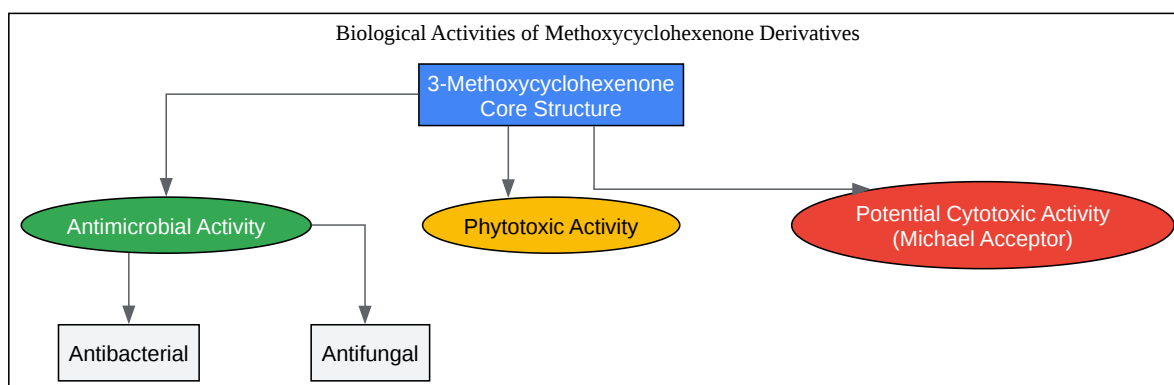 Biological Activities of Methoxycyclohexenone Derivatives
3-Methoxycyclohexenone
Core Structure
Antimicrobial Activity
Phytotoxic Activity
Potential Cytotoxic Activity
(Michael Acceptor)
Antibacterial
Antifungal